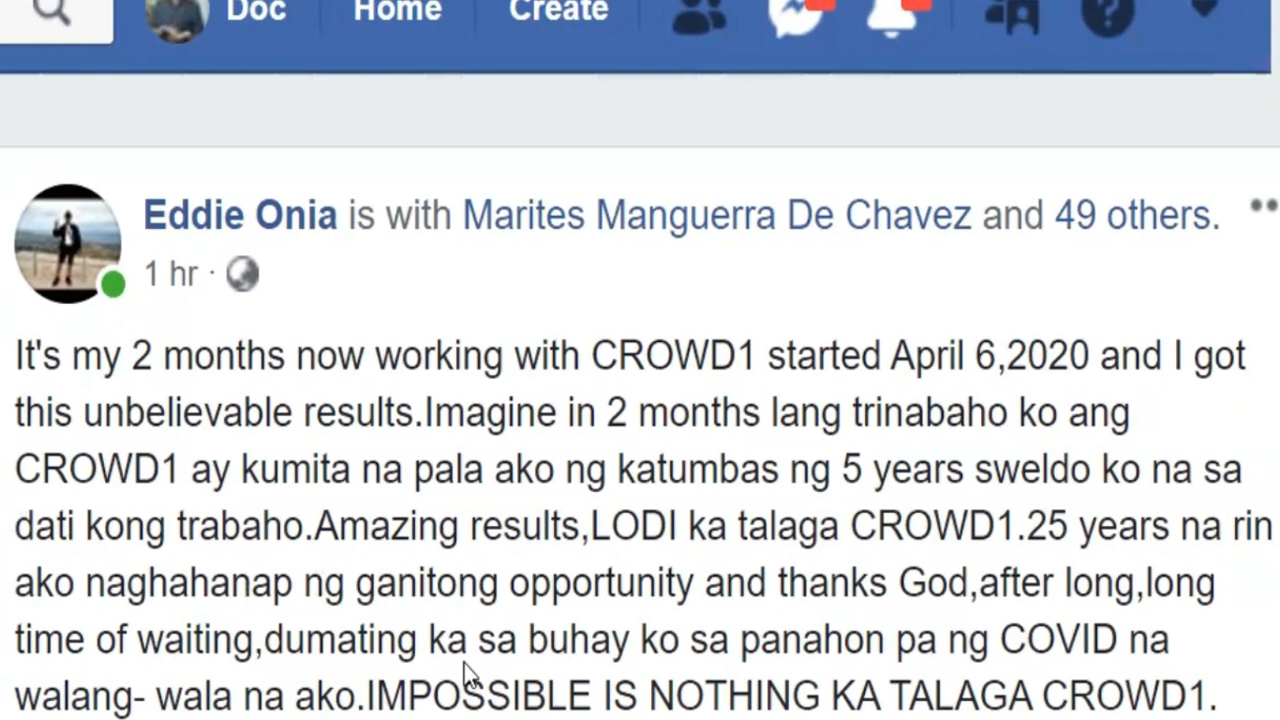 Doc Home Create
Eddie Onia is with Marites Manguerra De Chavez and 49 others.
1 hr ·
It's my 2 months now working with CROWD1 started April 6,2020 and I got
this unbelievable results.Imagine in 2 months lang trinabaho ko ang
CROWD1 ay kumita na pala ako ng katumbas ng 5 years sweldo ko na sa
dati kong trabaho.Amazing results,LODI ka talaga CROWD1.25 years na rin
ako naghahanap ng ganitong opportunity and thanks God,after long,long
time of waiting,dumating ka sa buhay ko sa panahon pa ng COVID na
walang- wala na ako.IMPOSSIBLE IS NOTHING KA TALAGA CROWD1.